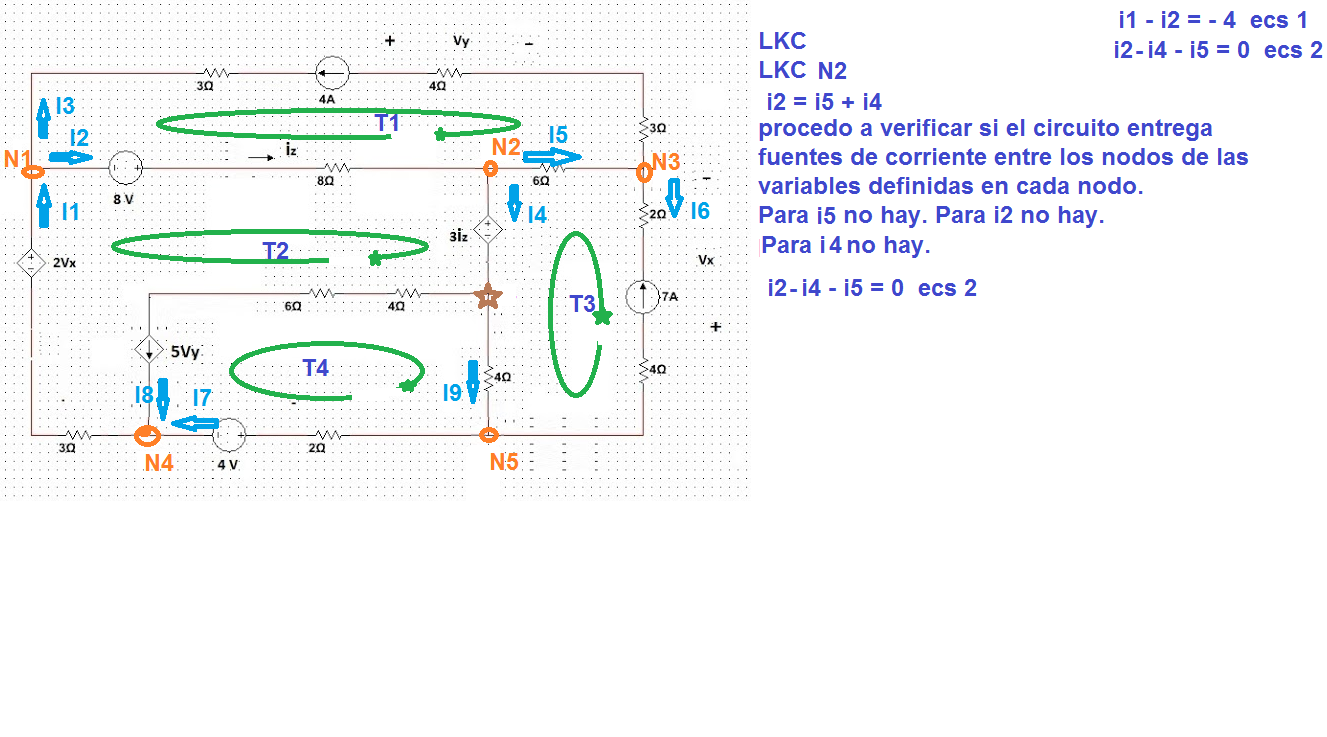 i1 - i2 = - 4 ecs 1
i2- i4 - i5 = 0 ecs 2
LKC
LKC N2
i2 = i5 + i4
procedo a verificar si el circuito entrega
fuentes de corriente entre los nodos de las
variables definidas en cada nodo.
Para i5 no hay. Para i2 no hay.
Para i 4 no hay.
i2- i4 - i5 = 0 ecs 2
+ Vy -
3Ω
4A
4Ω
I3
T1
3Ω
I2
iz
N2
I5
N1
N3
8Ω
6Ω
-
8 V
I1
I4
2Ω
I6
3iz
T2
2Vx
Vx
6Ω
4Ω
T3
7A
+
5Vy
T4
4Ω
4Ω
I8
I7
I9
3Ω
4 V
2Ω
N4
N5